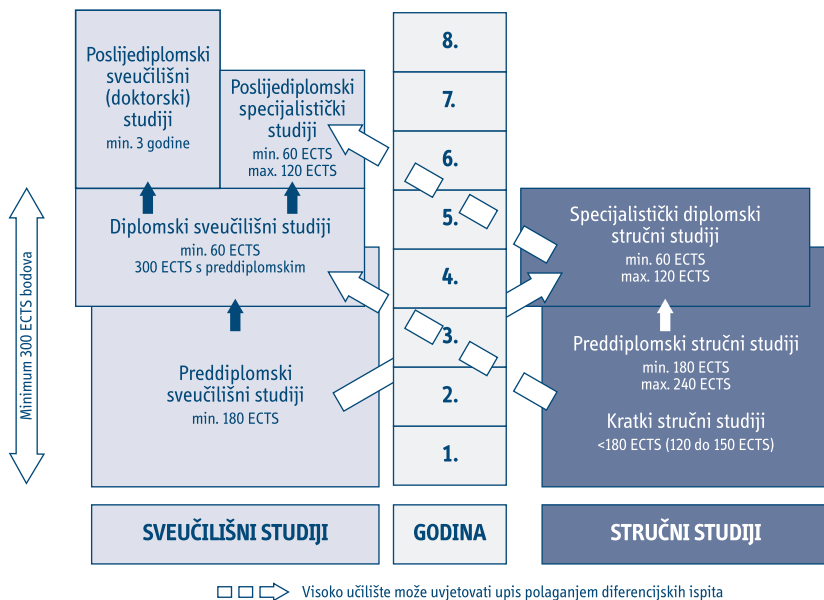 Poslijediplomski
sveučilišni
(doktorski)
studiji
min. 3 godine
Poslijediplomski
specijalistički
studiji
min. 60 ECTS
max. 120 ECTS
Diplomski sveučilišni studiji
min. 60 ECTS
300 ECTS s preddiplomskim
Preddiplomski
sveučilišni studiji
min. 180 ECTS
Minimum 300 ECTS bodova
8.
7.
6.
5.
4.
3.
2.
1.
Specijalistički diplomski
stručni studiji
min. 60 ECTS
max. 120 ECTS
Preddiplomski stručni studiji
min. 180 ECTS
max. 240 ECTS
Kratki stručni studiji
<180 ECTS (120 do 150 ECTS)
SVEUČILIŠNI STUDIJI
GODINA
STRUČNI STUDIJI
Visoko učilište može uvjetovati upis polaganjem diferencijskih ispita